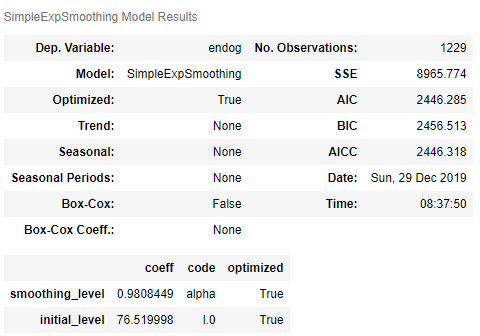 SimpleExpSmoothing Model Results
Dep. Variable: endog No. Observations: 1229
Model: SimpleExpSmoothing SSE 8965.774
Optimized: True AIC 2446.285
Trend: None BIC 2456.513
Seasonal: None AICC 2446.318
Seasonal Periods: None Date: Sun, 29 Dec 2019
Box-Cox: False Time: 08:37:50
Box-Cox Coeff.: None
coeff code optimized
smoothing_level 0.9808449 alpha True
initial_level 76.519998 l.0 True